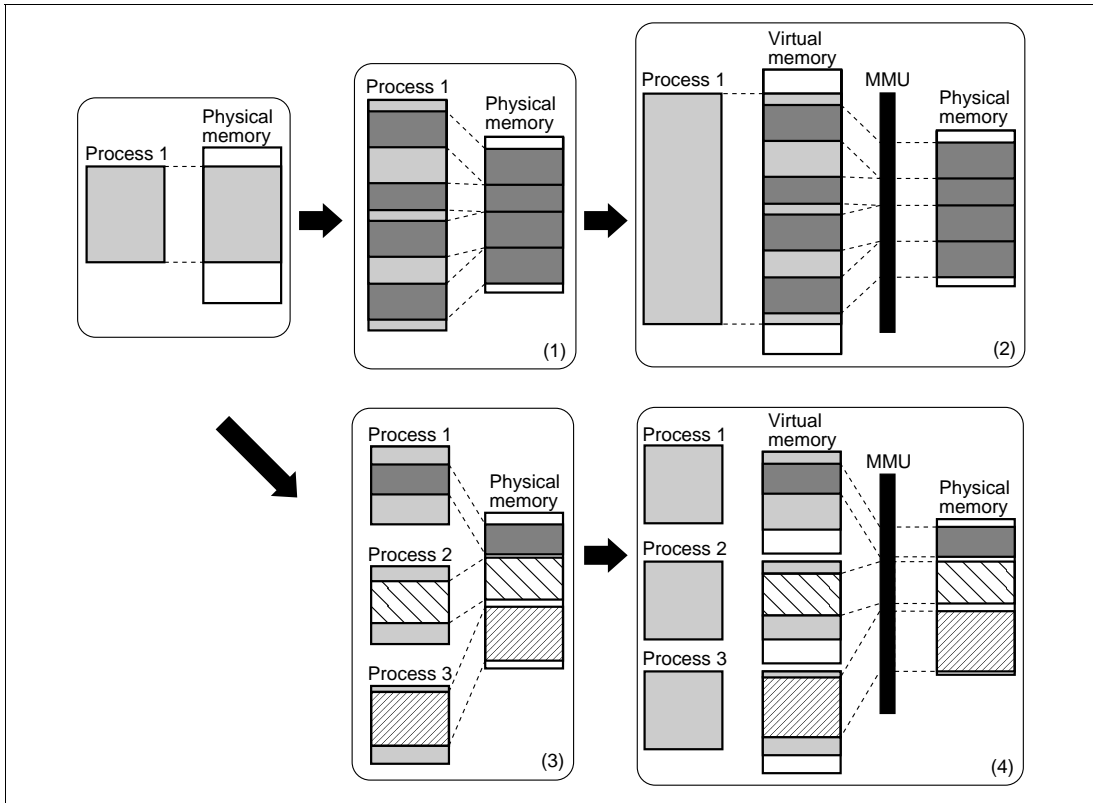 Process 1
Physical
memory
Process 1
Physical
memory
(1)
Process 1
Virtual
memory
MMU
Physical
memory
(2)
Process 1
Process 2
Process 3
Physical
memory
(3)
Process 1
Process 2
Process 3
Virtual
memory
MMU
Physical
memory
(4)